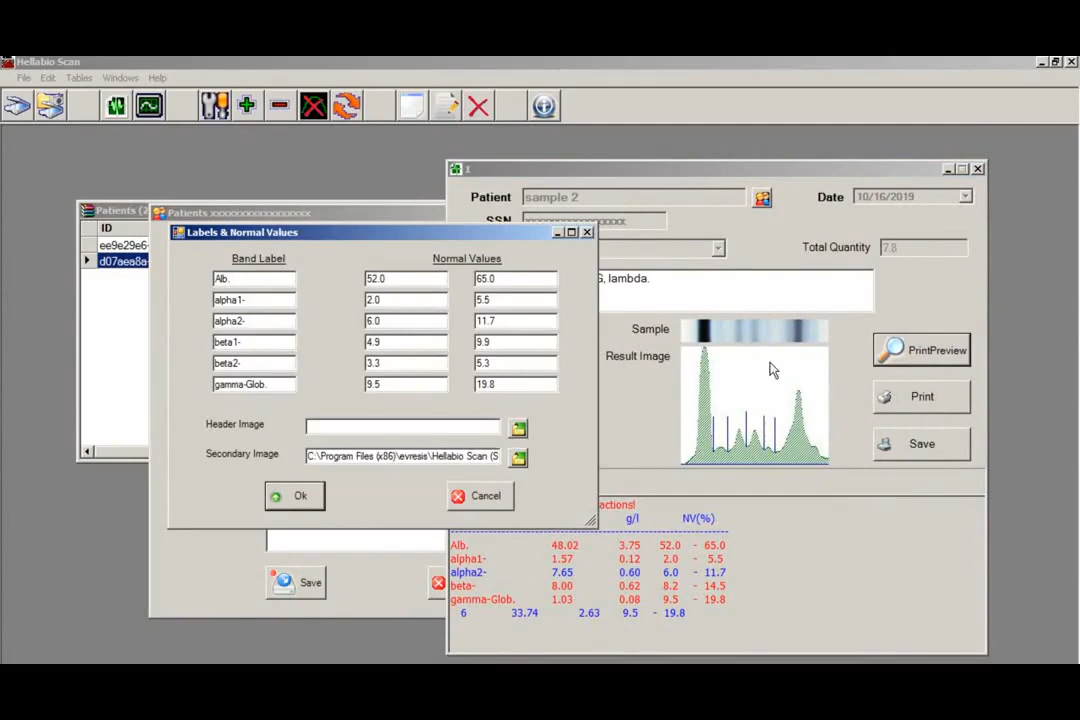 Hellabio Scan
File Edit Tables Windows Help
1
Patient sample 2 Date 10/16/2019
SSN xxxxxxxxxxxxxxxxx
Total Quantity 7.8
G, lambda.
Sample
Result Image
PrintPreview
Print
Save
Patients (2
ID
ee9e29e6-
d07aea8a-
Patients xxxxxxxxxxxxxxxxx
Save
Labels & Normal Values
Band Label Normal Values
Alb. 52.0 65.0
alpha1- 2.0 5.5
alpha2- 6.0 11.7
beta1- 4.9 9.9
beta2- 3.3 5.3
gamma-Glob. 9.5 19.8
Header Image
Secondary Image C:\Program Files (x86)\evresis\Hellabio Scan (S
Ok Cancel
actions!
g/l NV(%)
Alb. 48.02 3.75 52.0 - 65.0
alpha1- 1.57 0.12 2.0 - 5.5
alpha2- 7.65 0.60 6.0 - 11.7
beta- 8.00 0.62 8.2 - 14.5
gamma-Glob. 1.03 0.08 9.5 - 19.8
6 33.74 2.63 9.5 - 19.8